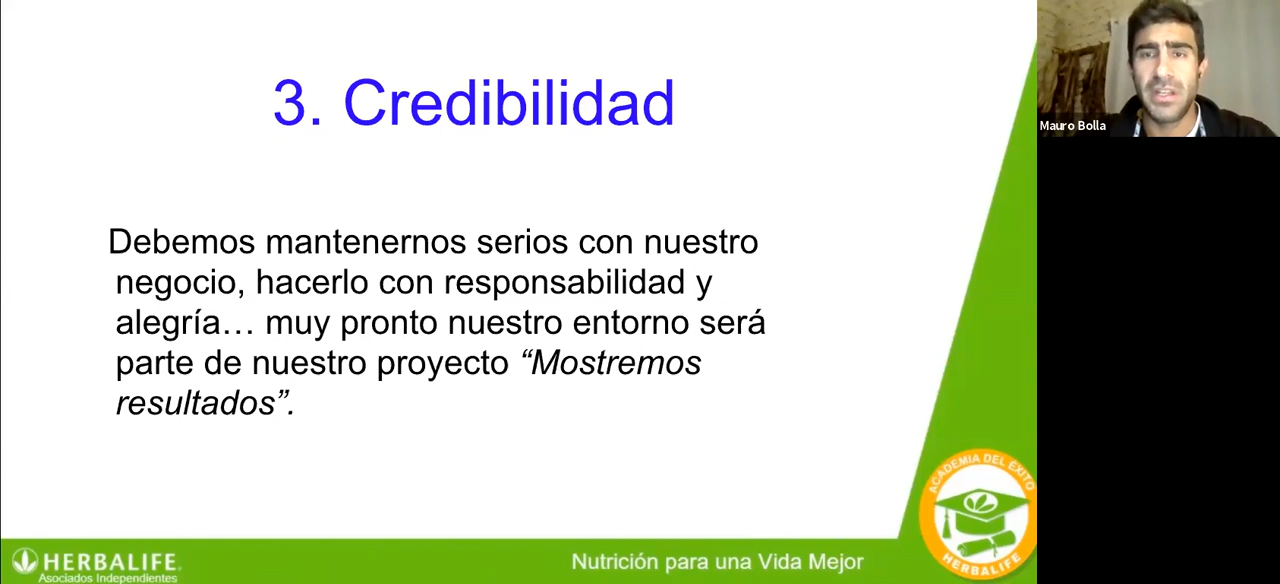 3. Credibilidad
Debemos mantenernos serios con nuestro
negocio, hacerlo con responsabilidad y
alegría… muy pronto nuestro entorno será
parte de nuestro proyecto “Mostremos
resultados”.
HERBALIFE.
Asociados Independientes
Nutrición para una Vida Mejor
ACADEMIA DEL ÉXITO
HERBALIFE
Mauro Bolla